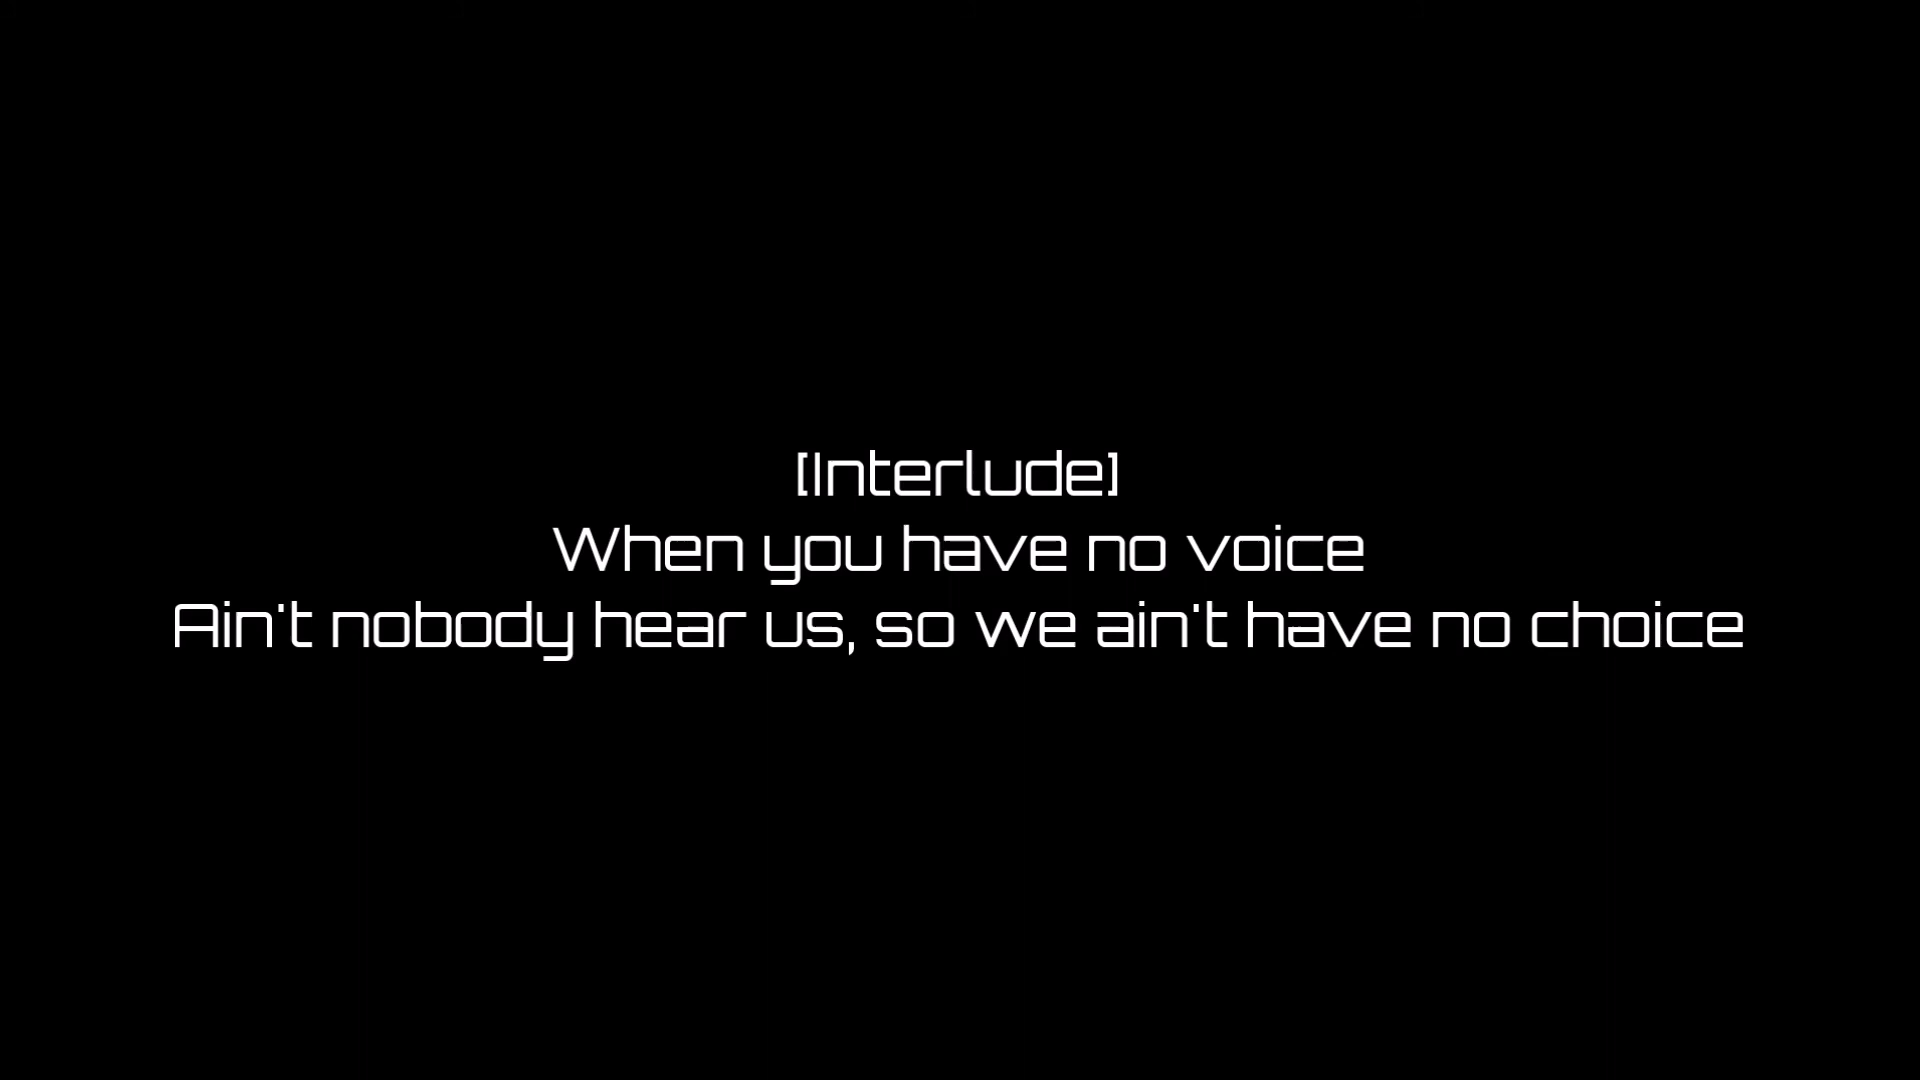 [Interlude]
When you have no voice
Ain't nobody hear us, so we ain't have no choice